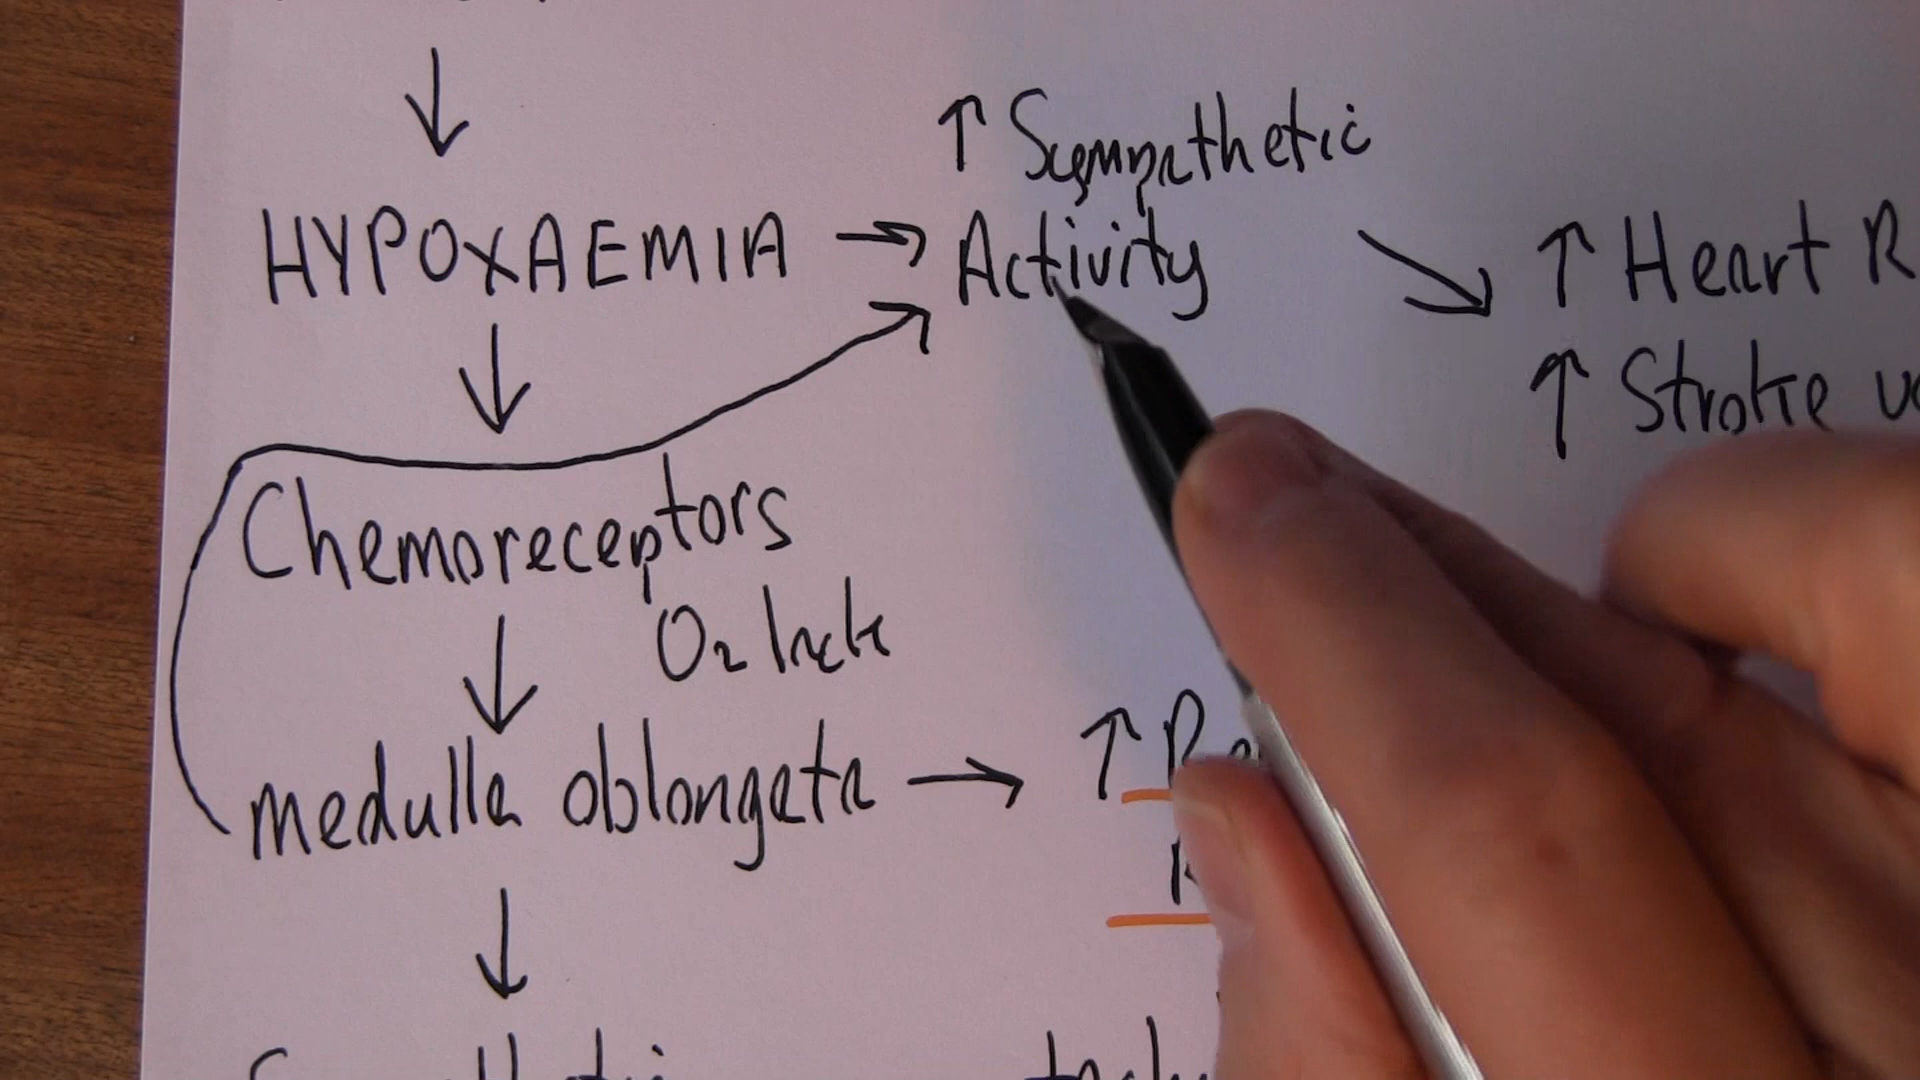 ↑ Sympathetic
HYPOXAEMIA → Activity
↑ Heart R
↑ Stroke
Chemoreceptors
O₂ lack
medulla oblongata → ↑